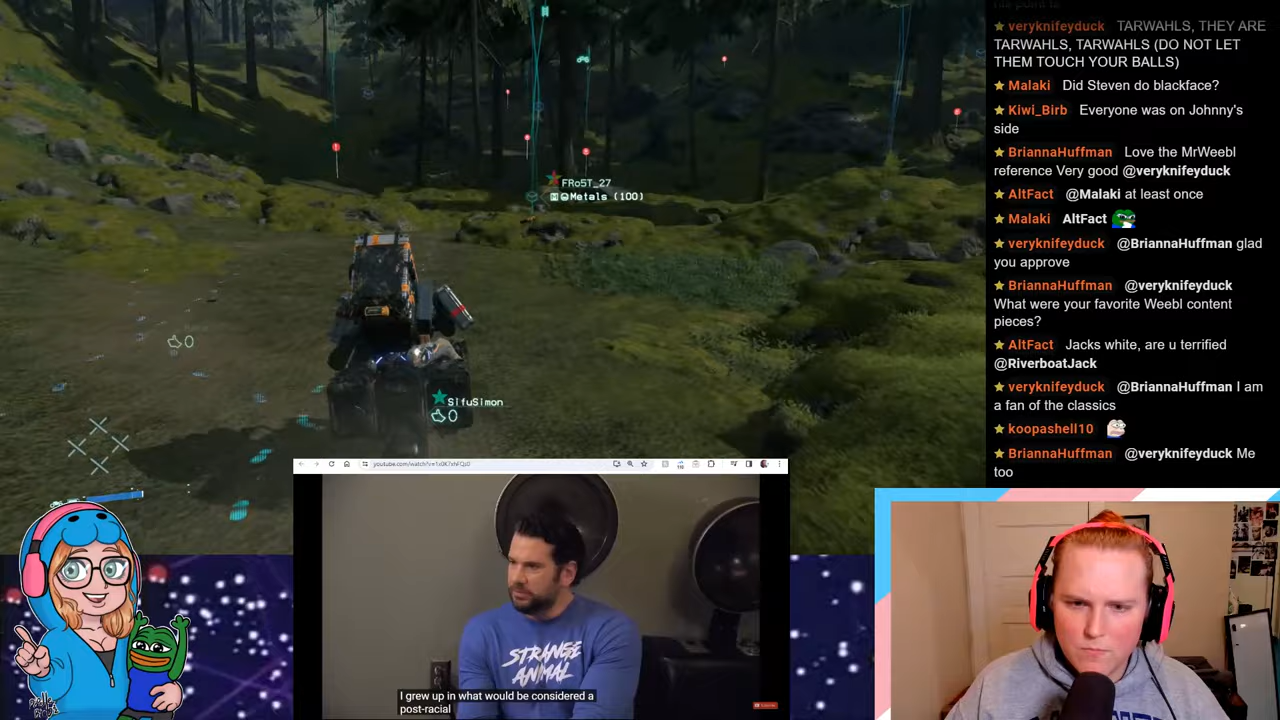 veryknifeyduck TARWAHLS, THEY ARE
TARWAHLS, TARWAHLS (DO NOT LET
THEM TOUCH YOUR BALLS)
Malaki Did Steven do blackface?
Kiwi_Birb Everyone was on Johnny's
side
BriannaHuffman Love the MrWeebl
reference Very good @veryknifeyduck
AltFact @Malaki at least once
Malaki AltFact
veryknifeyduck @BriannaHuffman glad
you approve
BriannaHuffman @veryknifeyduck
What were your favorite Weebl content
pieces?
AltFact Jacks white, are u terrified
@RiverboatJack
veryknifeyduck @BriannaHuffman I am
a fan of the classics
koopashell10
BriannaHuffman @veryknifeyduck Me
too
FRoST_27
Metals (100)
0
SifuSimon
0
STRANGE
ANIMAL
I grew up in what would be considered a
post-racial